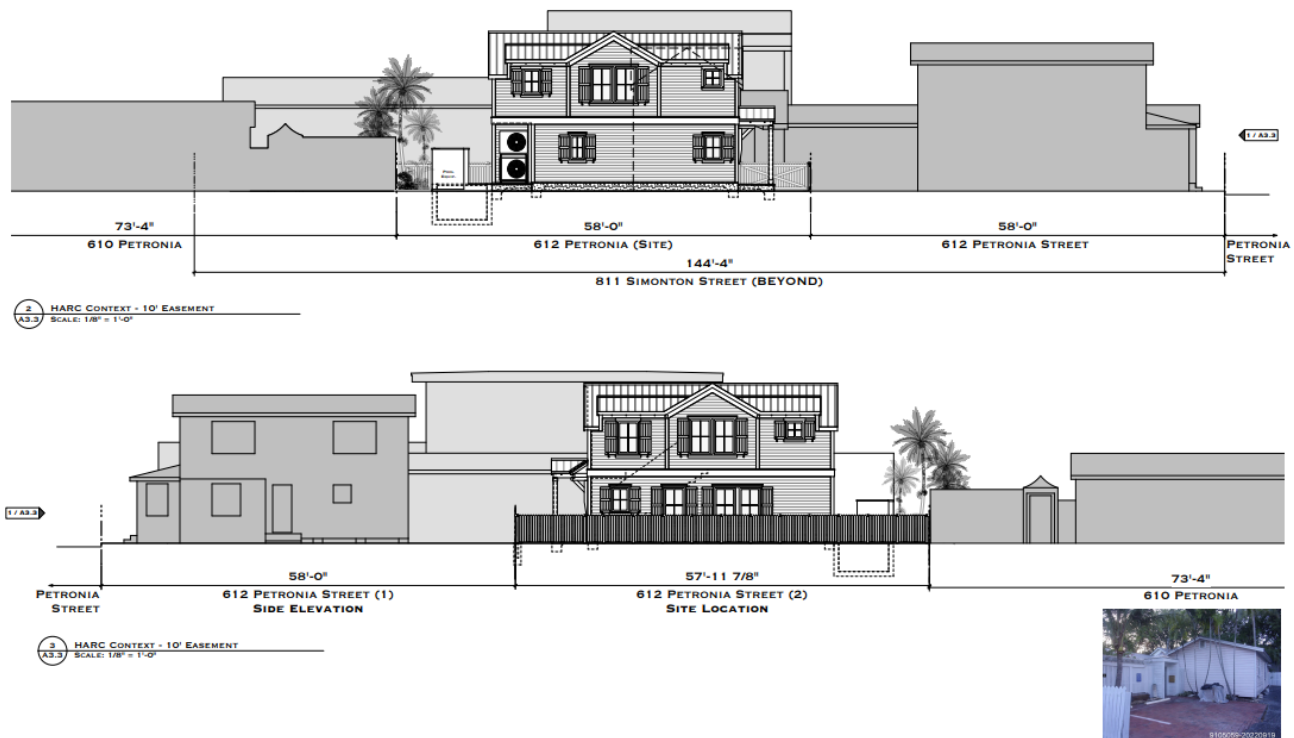 POOL
EQUIP.
1 / A3.3
73'-4"
610 PETRONIA
58'-0"
612 PETRONIA (SITE)
58'-0"
612 PETRONIA STREET
PETRONIA
STREET
144'-4"
811 SIMONTON STREET (BEYOND)
2
A3.3
HARC CONTEXT - 10' EASEMENT
SCALE: 1/8" = 1'-0"
1 / A3.3
PETRONIA
STREET
58'-0"
612 PETRONIA STREET (1)
SIDE ELEVATION
57'-11 7/8"
612 PETRONIA STREET (2)
SITE LOCATION
73'-4"
610 PETRONIA
3
A3.3
HARC CONTEXT - 10' EASEMENT
SCALE: 1/8" = 1'-0"
9105059-20220919